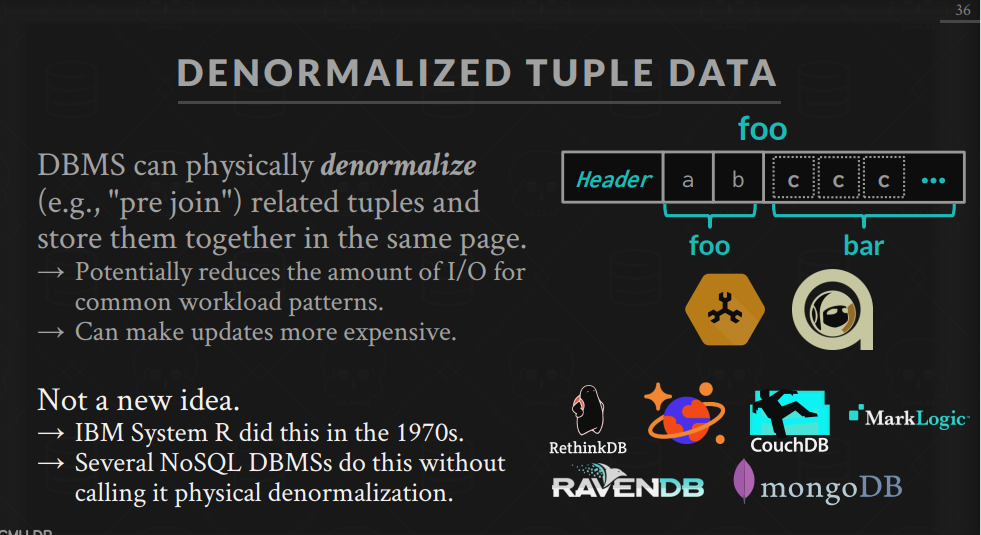 36
DENORMALIZED TUPLE DATA
DBMS can physically denormalize
(e.g., "pre join") related tuples and
store them together in the same page.
→ Potentially reduces the amount of I/O for
common workload patterns.
→ Can make updates more expensive.
Not a new idea.
→ IBM System R did this in the 1970s.
→ Several NoSQL DBMSs do this without
calling it physical denormalization.
foo
Header a b c c c ...
foo bar
RethinkDB
CouchDB
MarkLogic
RAVENDB
mongoDB